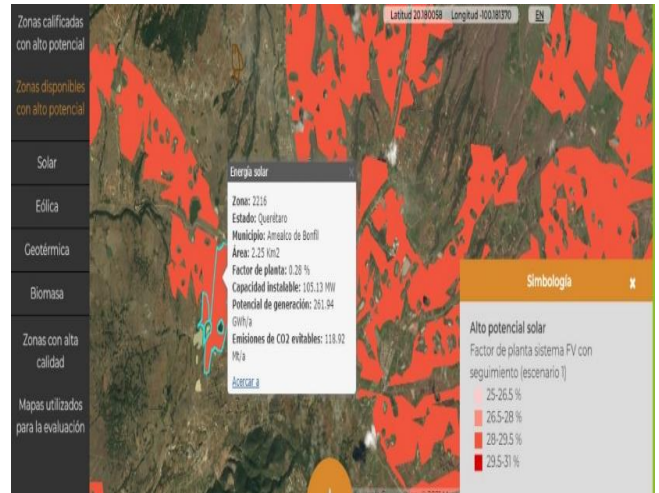 Zonas calificadas
con alto potencial
Zonas disponibles
con alto potencial
Solar
Eólica
Geotérmica
Biomasa
Zonas con alta
calidad
Mapas utilizados
para la evaluación
Latitud 20.180058 Longitud -100.181370
EN
Energía solar
Zona: 2216
Estado: Querétaro
Municipio: Amealco de Bonfil
Área: 2.25 Km2
Factor de planta: 0.28 %
Capacidad instalable: 105.13 MW
Potencial de generación: 261.94
GWh/a
Emisiones de CO2 evitables: 118.92
Mt/a
Acercar a
Simbología x
Alto potencial solar
Factor de planta sistema FV con
seguimiento (escenario 1)
25-26.5 %
26.5-28 %
28-29.5 %
29.5-31 %